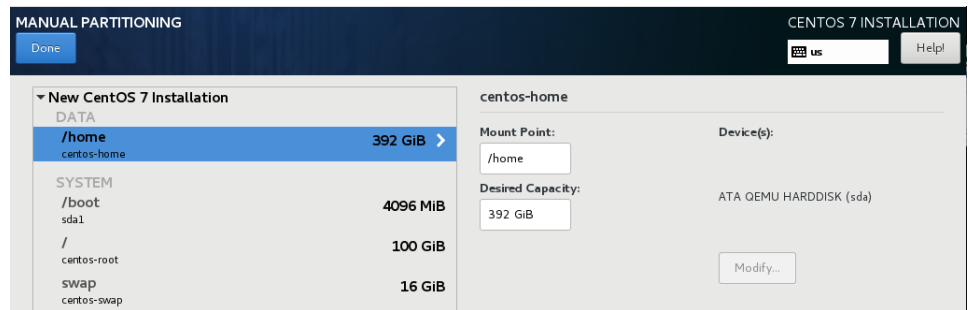 MANUAL PARTITIONING
CENTOS 7 INSTALLATION
Done
us
Help!
New CentOS 7 Installation
DATA
/home
392 GiB
centos-home
SYSTEM
/boot
4096 MiB
sda1
/
100 GiB
centos-root
swap
16 GiB
centos-swap
centos-home
Mount Point:
Device(s):
/home
Desired Capacity:
ATA QEMU HARDDISK (sda)
392 GiB
Modify...